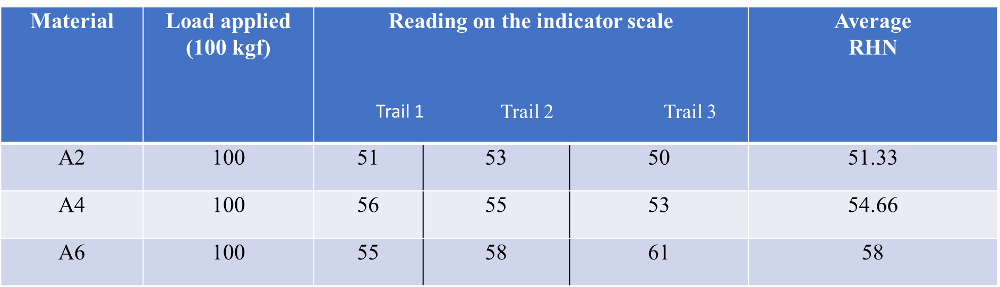 Material Load applied Reading on the indicator scale Average
(100 kgf) RHN
Trail 1 Trail 2 Trail 3
A2 100 51 53 50 51.33
A4 100 56 55 53 54.66
A6 100 55 58 61 58